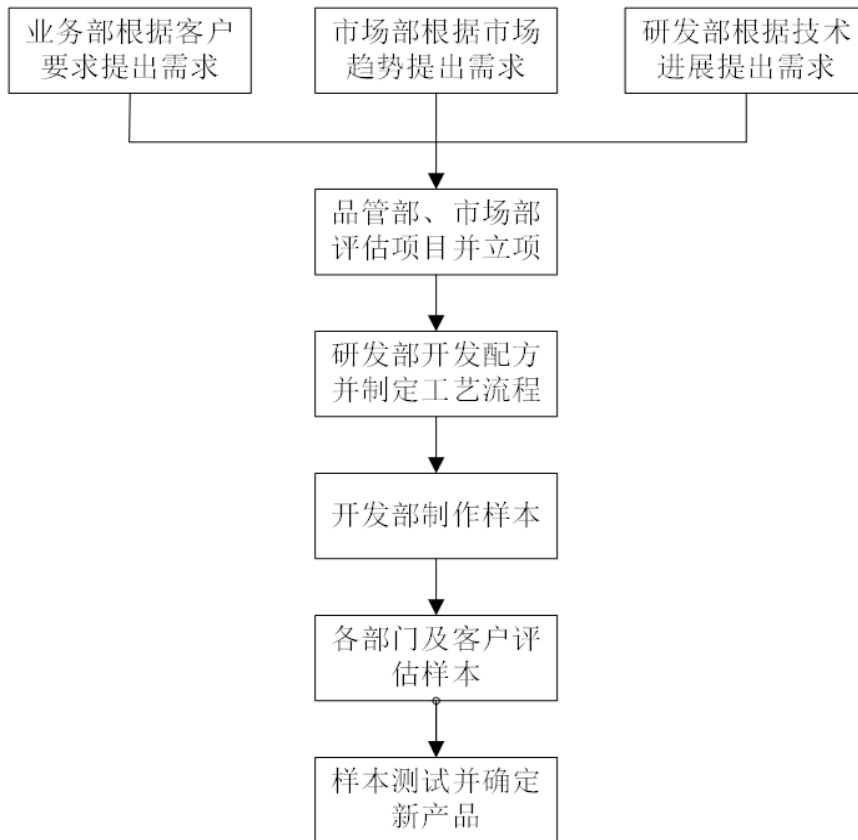 业务部根据客户
要求提出需求
市场部根据市场
趋势提出需求
研发部根据技术
进展提出需求
品管部、市场部
评估项目并立项
研发部开发配方
并制定工艺流程
开发部制作样本
各部门及客户评
估样本
样本测试并确定
新产品